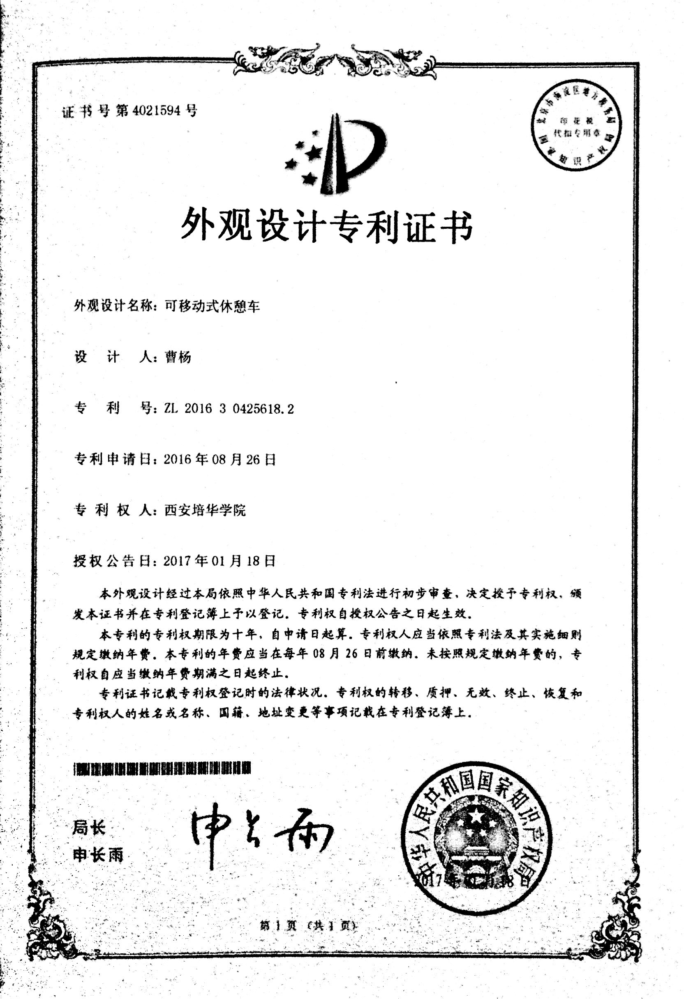 证书号第4021594号
北京市海淀区地方税务局
印花税
代扣专用章
国家知识产权局
外观设计专利证书
外观设计名称：可移动式休憩车
设计人：曹杨
专利号：ZL 2016 3 0425618.2
专利申请日：2016年08月26日
专利权人：西安培华学院
授权公告日：2017年01月18日
本外观设计经过本局依照中华人民共和国专利法进行初步审查，决定授予专利权，颁
发本证书并在专利登记簿上予以登记。专利权自授权公告之日起生效。
本专利的专利权期限为十年，自申请日起算。专利权人应当依照专利法及其实施细则
规定缴纳年费。本专利的年费应当在每年08月26日前缴纳。未按照规定缴纳年费的，专
利权自应当缴纳年费期满之日起终止。
专利证书记载专利权登记时的法律状况。专利权的转移、质押、无效、终止、恢复和
专利权人的姓名或名称、国籍、地址变更等事项记载在专利登记簿上。
局长
申长雨
申长雨
中华人民共和国国家知识产权局
2017年01月18日
第1页（共1页）